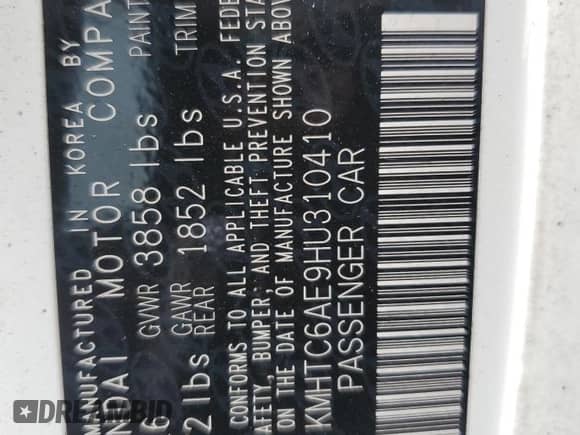 MANUFACTURED IN KOREA BY
MOTOR COMPA
GVWR 3858 lbs PAINT
GAWR
REAR 1852 lbs TRIM
2 lbs
CONFORMS TO ALL APPLICABLE U.S.A. FEDE
AFETY, BUMPER, AND THEFT PREVENTION STA
ON THE DATE OF MANUFACTURE SHOWN ABOV
KMHTC6AE9HU310410
PASSENGER CAR
DREAMBID